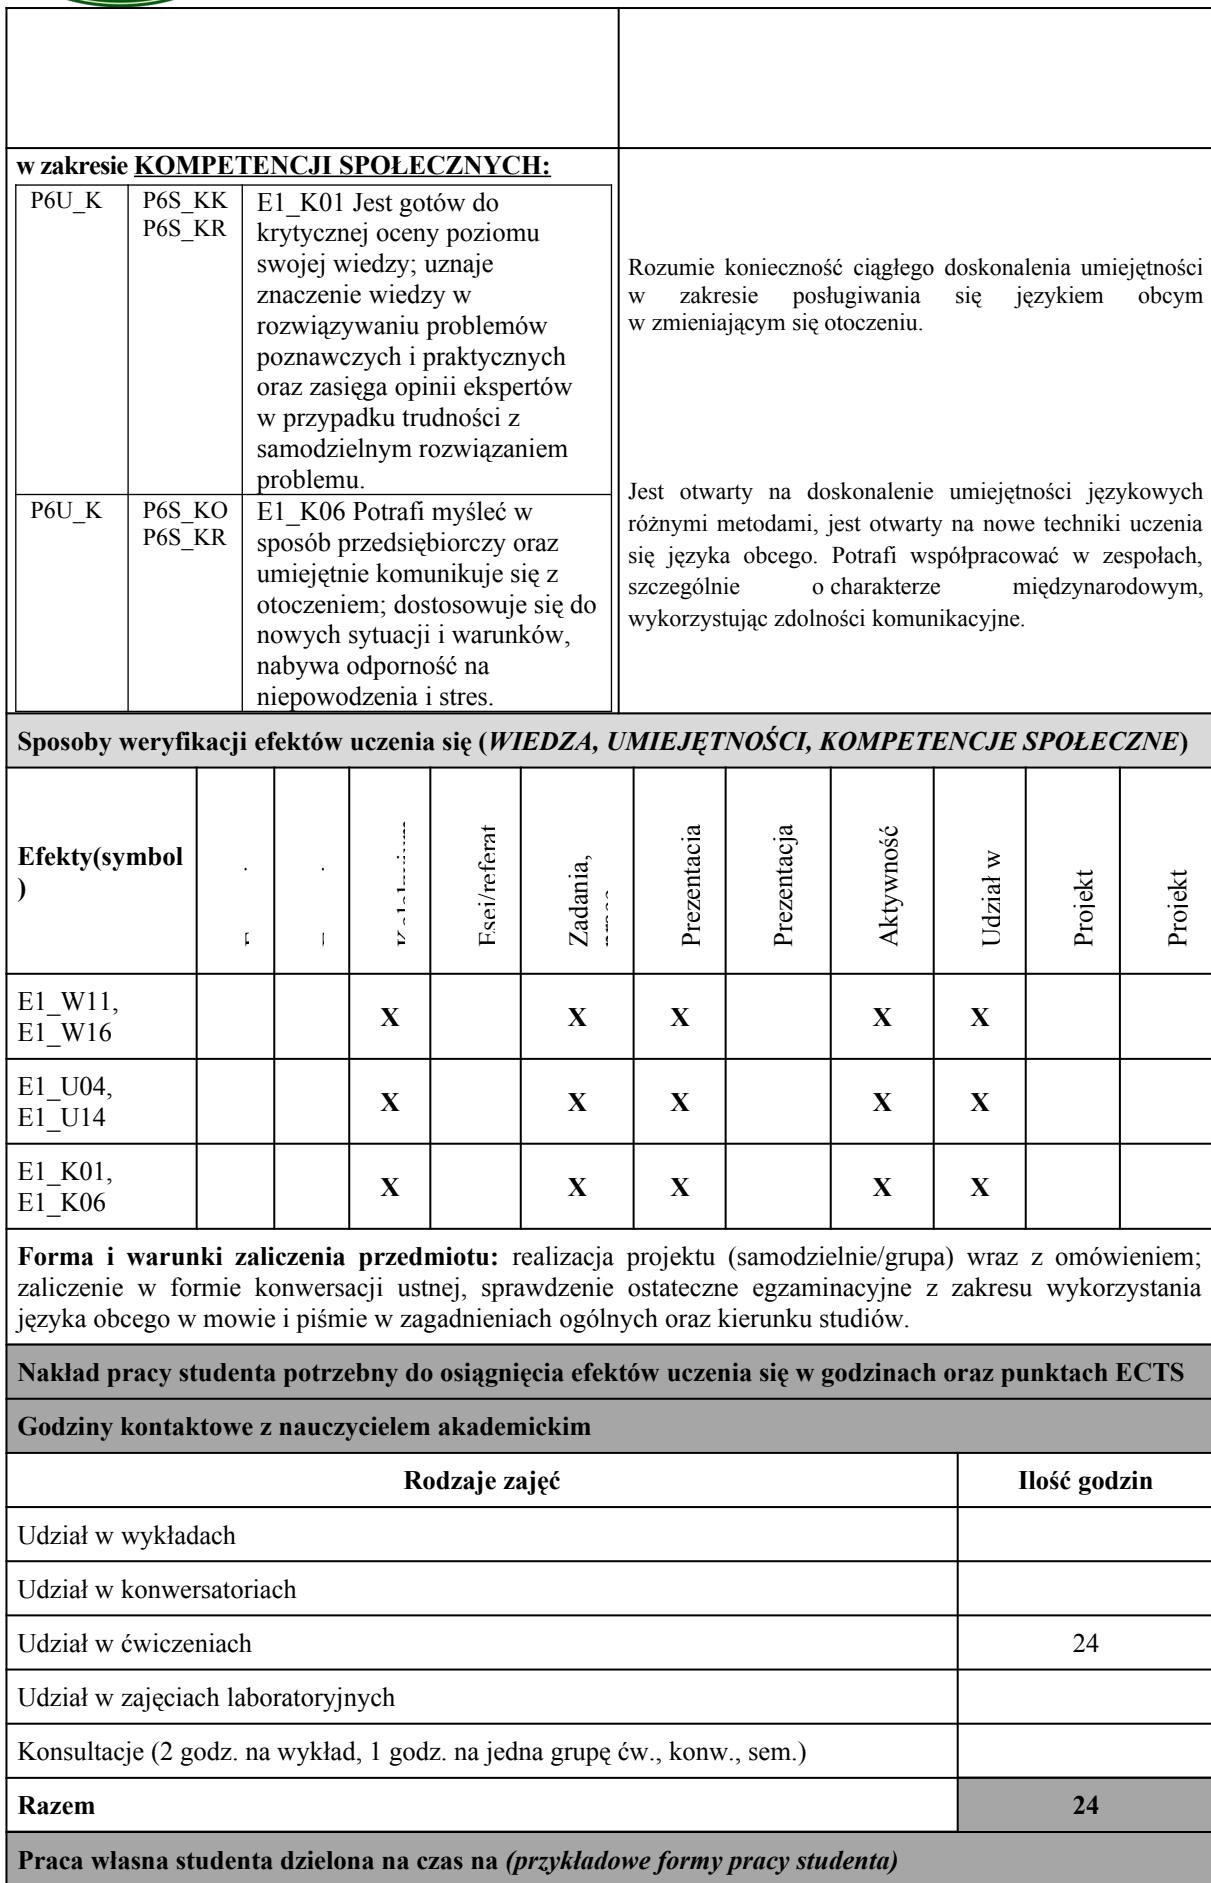 w zakresie KOMPETENCJI SPOŁECZNYCH:
P6U_K
P6S_KK
P6S_KR
E1_K01 Jest gotów do
krytycznej oceny poziomu
swojej wiedzy; uznaje
znaczenie wiedzy w
rozwiązywaniu problemów
poznawczych i praktycznych
oraz zasięga opinii ekspertów
w przypadku trudności z
samodzielnym rozwiązaniem
problemu.
P6U_K
P6S_KO
P6S_KR
E1_K06 Potrafi myśleć w
sposób przedsiębiorczy oraz
umiejętnie komunikuje się z
otoczeniem; dostosowuje się do
nowych sytuacji i warunków,
nabywa odporność na
niepowodzenia i stres.
Rozumie konieczność ciągłego doskonalenia umiejętności
w zakresie posługiwania się językiem obcym
w zmieniającym się otoczeniu.
Jest otwarty na doskonalenie umiejętności językowych
różnymi metodami, jest otwarty na nowe techniki uczenia
się języka obcego. Potrafi współpracować w zespołach,
szczególnie o charakterze międzynarodowym,
wykorzystując zdolności komunikacyjne.
Sposoby weryfikacji efektów uczenia się (WIEDZA, UMIEJĘTNOŚCI, KOMPETENCJE SPOŁECZNE)
Efekty(symbol
)
Kolokwium
Esej/referat
Zadania,
Prezentacja
Prezentacja
Aktywność
Udział w
Projekt
Projekt
E1_W11,
E1_W16
X X X X X
E1_U04,
E1_U14
X X X X X
E1_K01,
E1_K06
X X X X X
Forma i warunki zaliczenia przedmiotu: realizacja projektu (samodzielnie/grupa) wraz z omówieniem;
zaliczenie w formie konwersacji ustnej, sprawdzenie ostateczne egzaminacyjne z zakresu wykorzystania
języka obcego w mowie i piśmie w zagadnieniach ogólnych oraz kierunku studiów.
Nakład pracy studenta potrzebny do osiągnięcia efektów uczenia się w godzinach oraz punktach ECTS
Godziny kontaktowe z nauczycielem akademickim
Rodzaje zajęć Ilość godzin
Udział w wykładach
Udział w konwersatoriach
Udział w ćwiczeniach 24
Udział w zajęciach laboratoryjnych
Konsultacje (2 godz. na wykład, 1 godz. na jedna grupę ćw., konw., sem.)
Razem 24
Praca własna studenta dzielona na czas na (przykładowe formy pracy studenta)